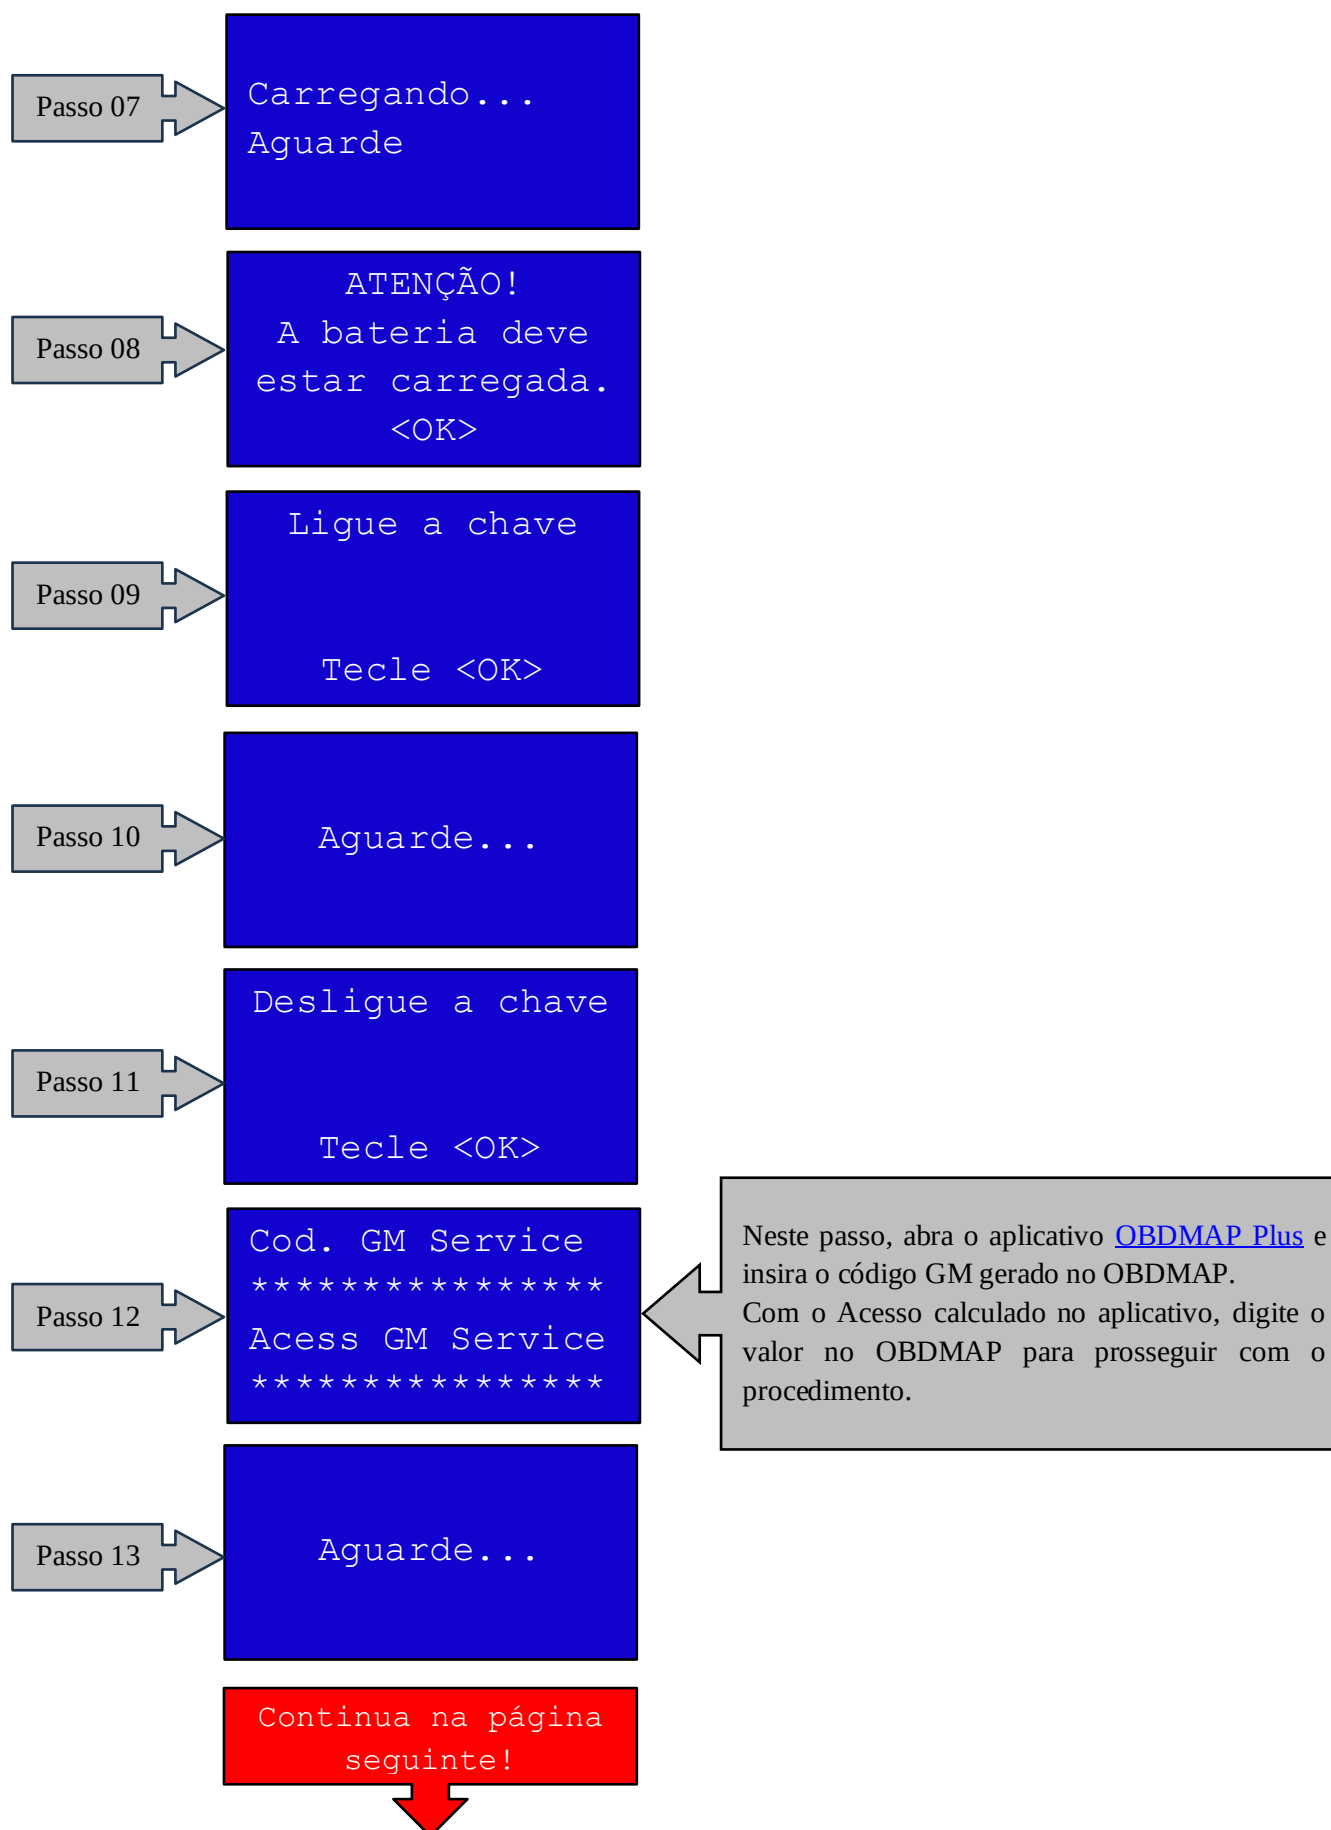 Passo 07
Carregando...
Aguarde
Passo 08
ATENÇÃO!
A bateria deve
estar carregada.
<OK>
Passo 09
Ligue a chave
Tecle <OK>
Passo 10
Aguarde...
Passo 11
Desligue a chave
Tecle <OK>
Passo 12
Cod. GM Service
****************
Acess GM Service
****************
Neste passo, abra o aplicativo OBDMAP Plus e
insira o código GM gerado no OBDMAP.
Com o Acesso calculado no aplicativo, digite o
valor no OBDMAP para prosseguir com o
procedimento.
Passo 13
Aguarde...
Continua na página
seguinte!